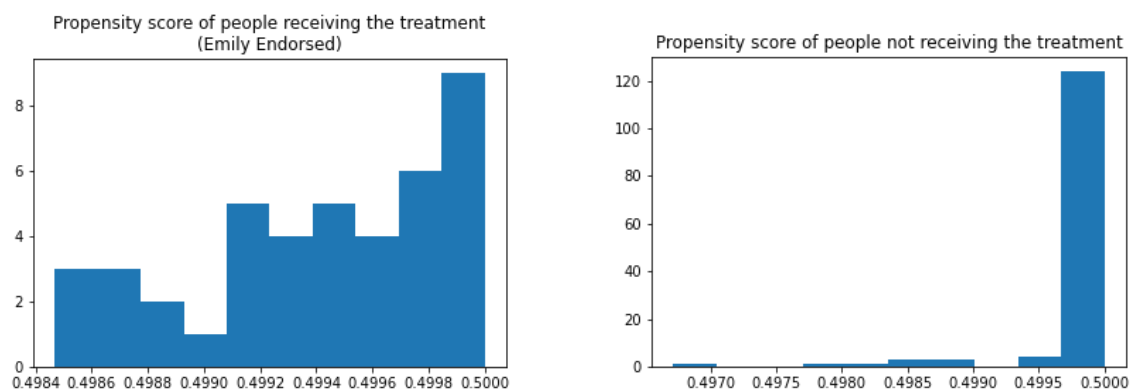 Propensity score of people receiving the treatment
(Emily Endorsed)
8
6
4
2
0
0.4984 0.4986 0.4988 0.4990 0.4992 0.4994 0.4996 0.4998 0.5000
Propensity score of people not receiving the treatment
120
100
80
60
40
20
0
0.4970 0.4975 0.4980 0.4985 0.4990 0.4995 0.5000